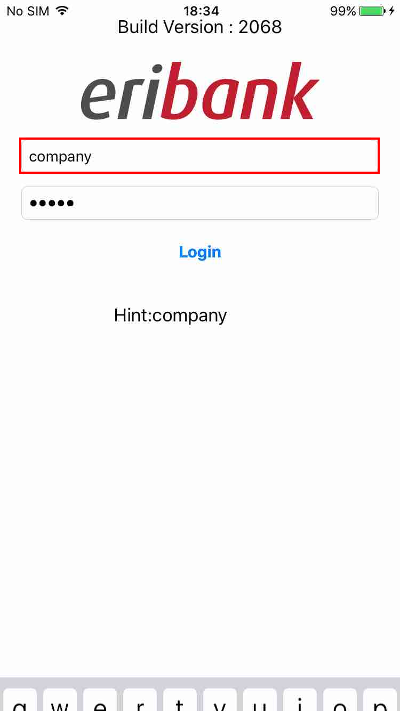 No SIM 18:34 99%
Build Version : 2068
eribank
company
•••••
Login
Hint:company
q w e r t y u i o p